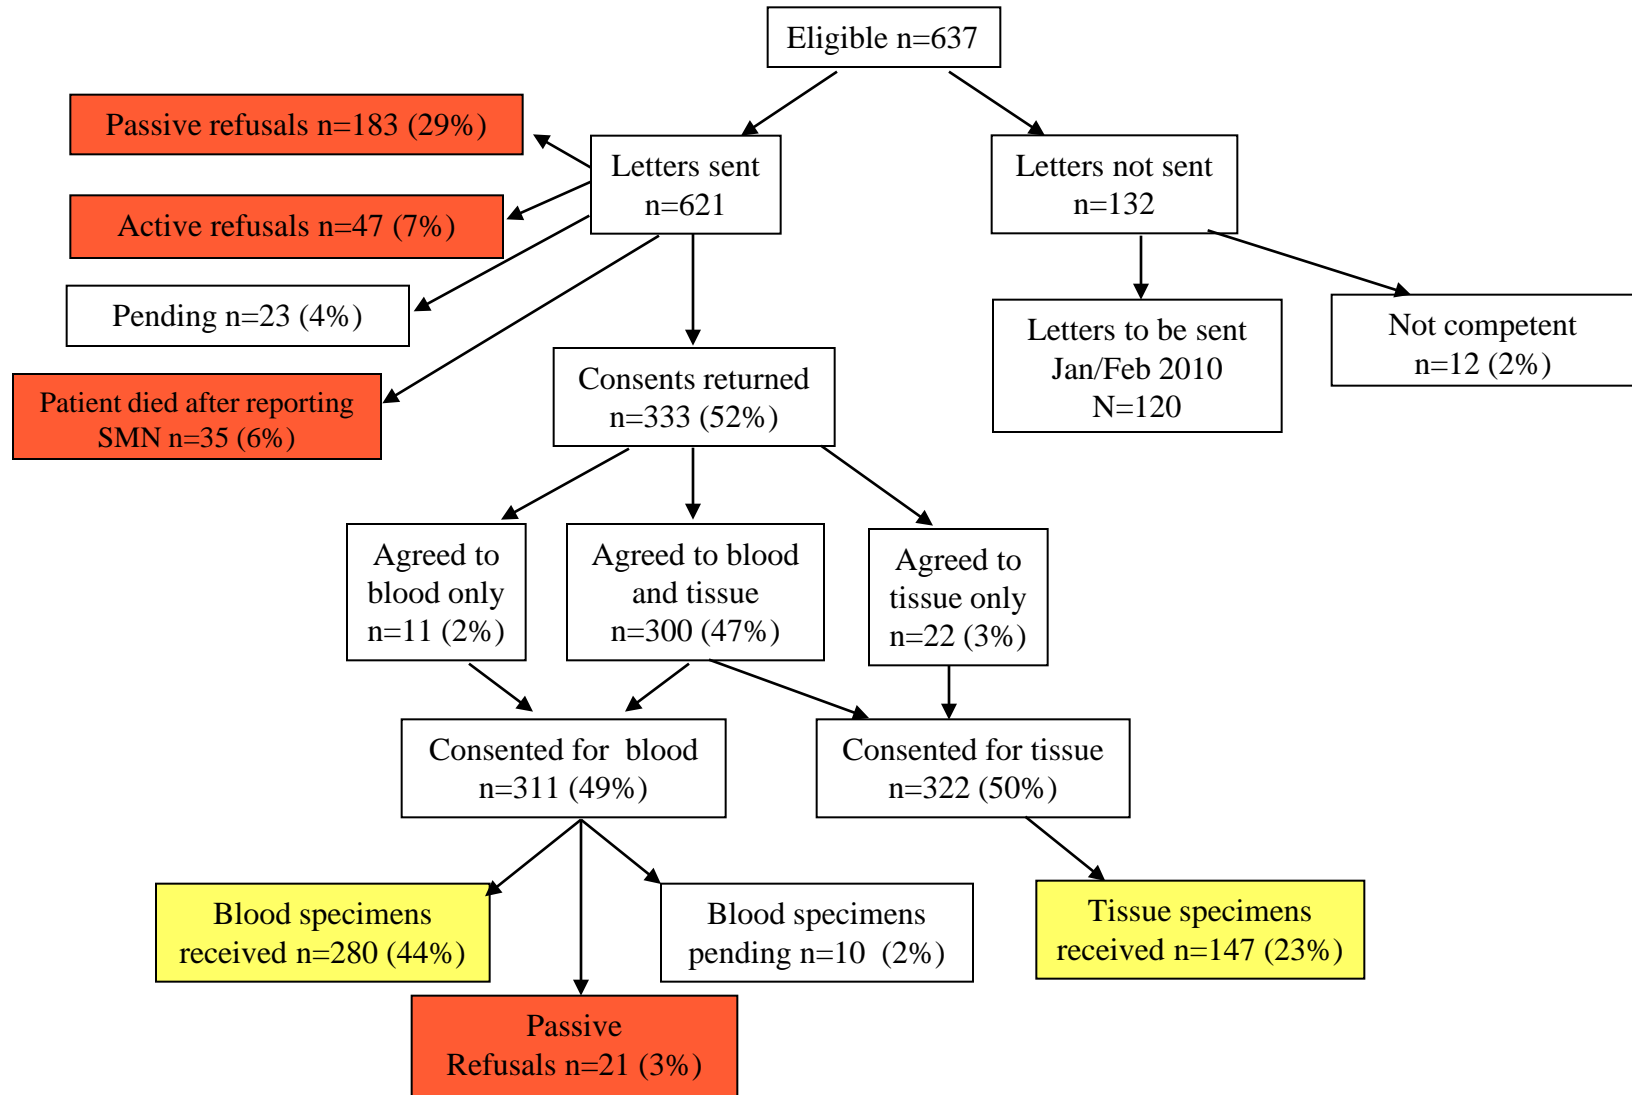 Eligible n=637
Passive refusals n=183 (29%)
Letters sent
n=621
Letters not sent
n=132
Active refusals n=47 (7%)
Pending n=23 (4%)
Letters to be sent
Jan/Feb 2010
N=120
Not competent
n=12 (2%)
Patient died after reporting
SMN n=35 (6%)
Consents returned
n=333 (52%)
Agreed to
blood only
n=11 (2%)
Agreed to blood
and tissue
n=300 (47%)
Agreed to
tissue only
n=22 (3%)
Consented for  blood
n=311 (49%)
Consented for tissue
n=322 (50%)
Blood specimens
received n=280 (44%)
Blood specimens
pending n=10  (2%)
Tissue specimens
received n=147 (23%)
Passive
Refusals n=21 (3%)